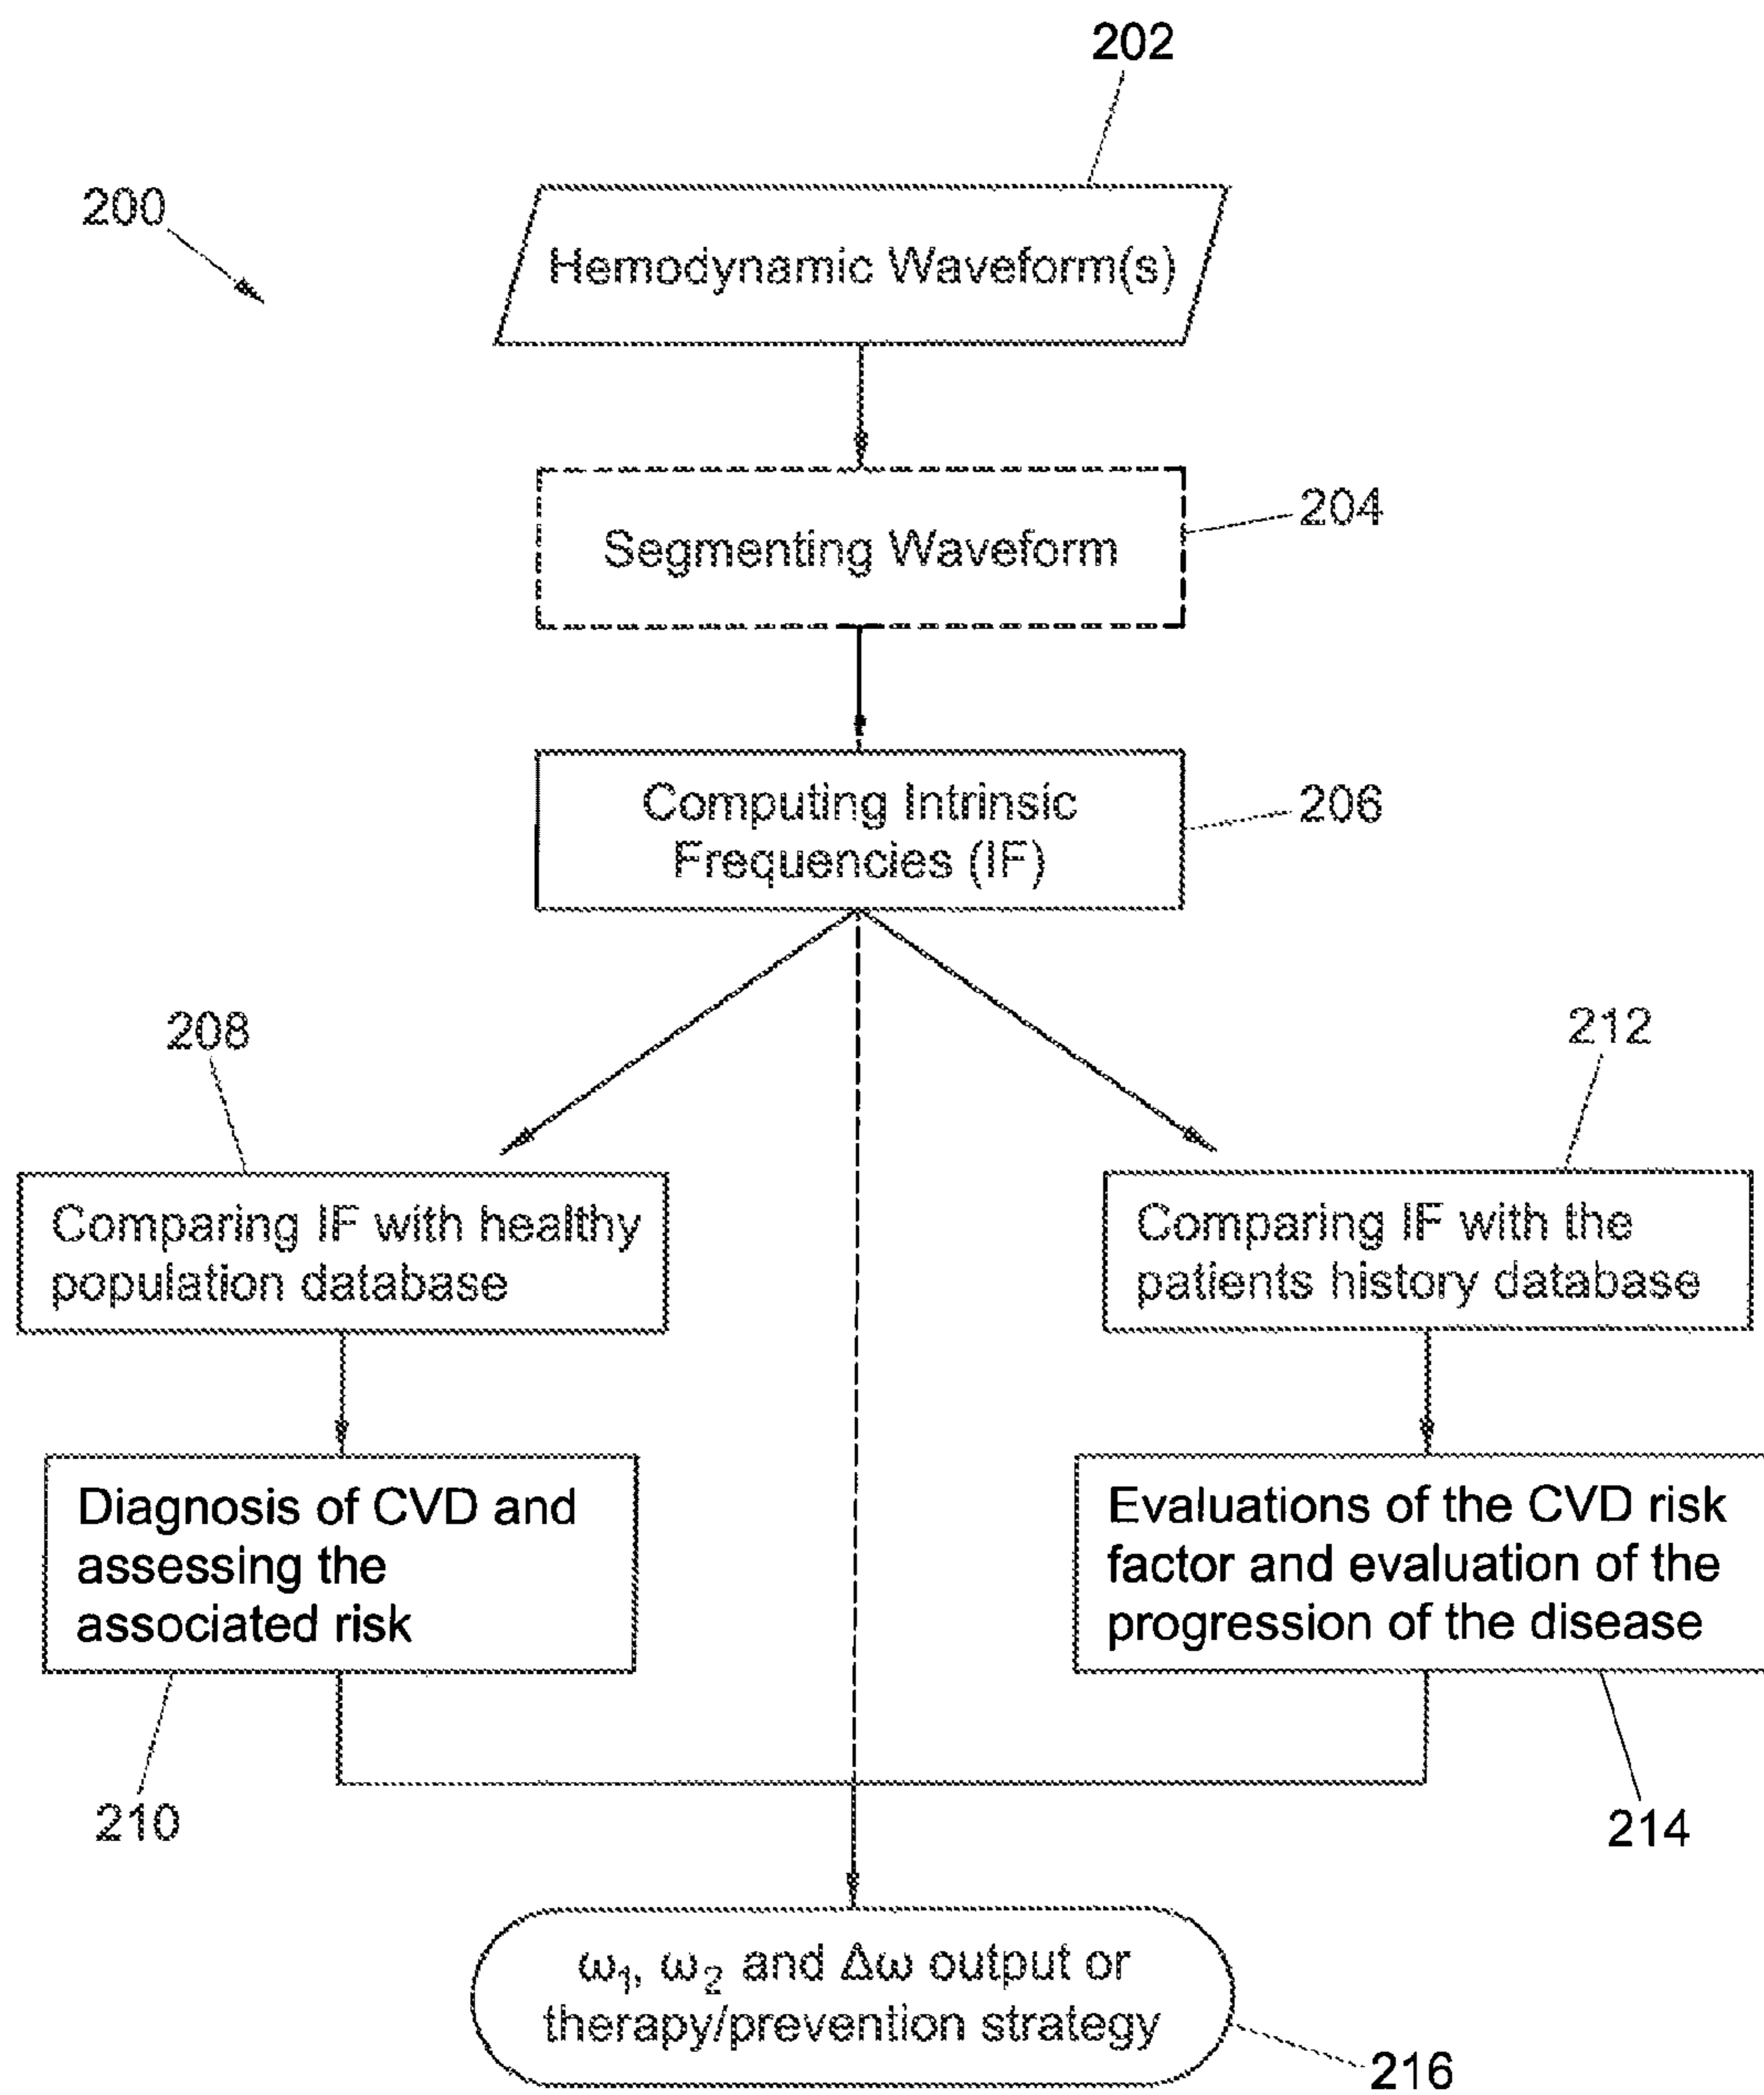 202
200
Hemodynamic Waveform(s)
Segmenting Waveform
204
Computing Intrinsic
Frequencies (IF)
206
208
212
Comparing IF with healthy
population database
Comparing IF with the
patients history database
Diagnosis of CVD and
assessing the
associated risk
Evaluations of the CVD risk
factor and evaluation of the
progression of the disease
210
214
ω₁, ω₂ and Δω output or
therapy/prevention strategy
216